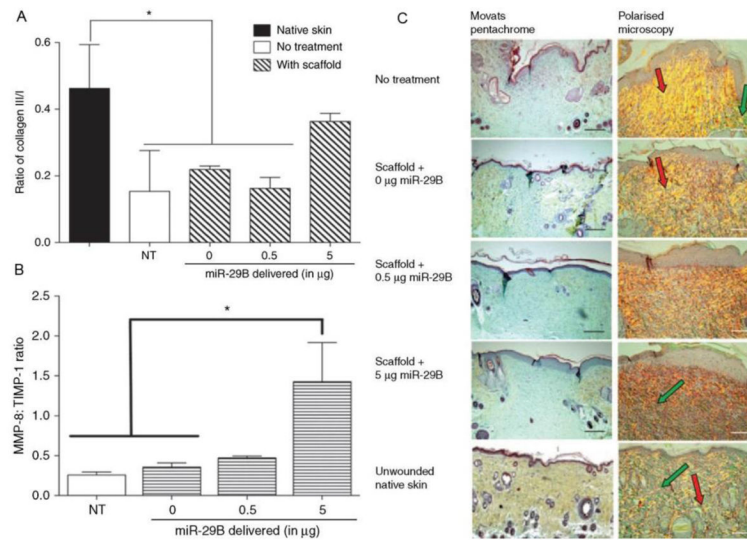 A
*
Native skin
No treatment
With scaffold
Ratio of collagen III/I
0.6
0.4
0.2
0.0
NT
0
0.5
5
miR-29B delivered (in µg)
B
*
MMP-8: TIMP-1 ratio
2.5
2.0
1.5
1.0
0.5
0.0
NT
0
0.5
5
miR-29B delivered (in µg)
C
Movats
pentachrome
Polarised
microscopy
No treatment
Scaffold +
0 µg miR-29B
Scaffold +
0.5 µg miR-29B
Scaffold +
5 µg miR-29B
Unwounded
native skin